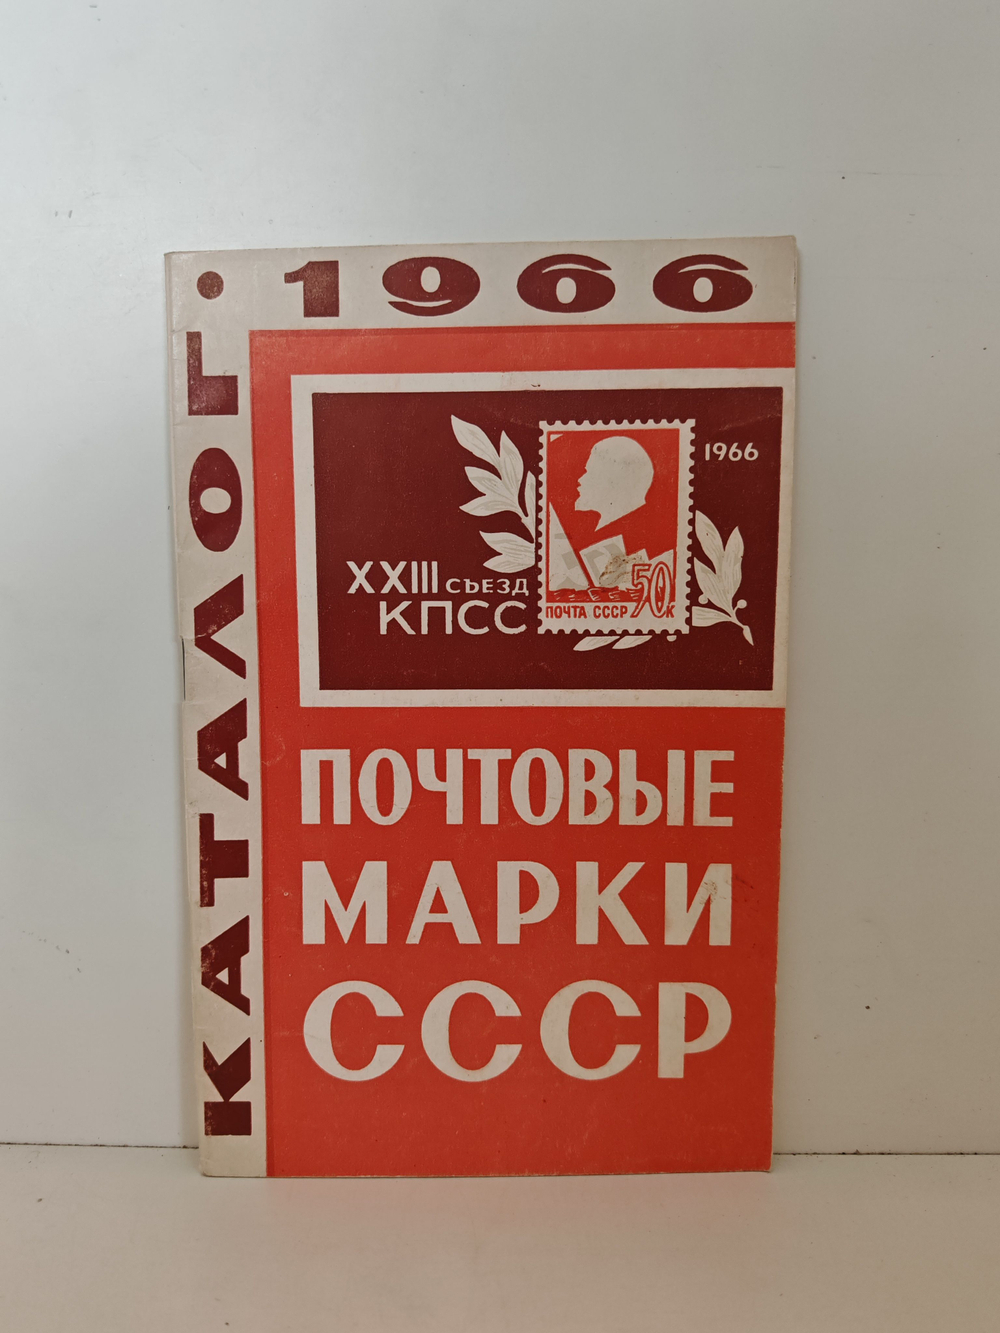 КАТАЛОГ · 1966
1966
XXIII СЪЕЗД
КПСС
ПОЧТА СССР 50К
ПОЧТОВЫЕ
МАРКИ
СССР